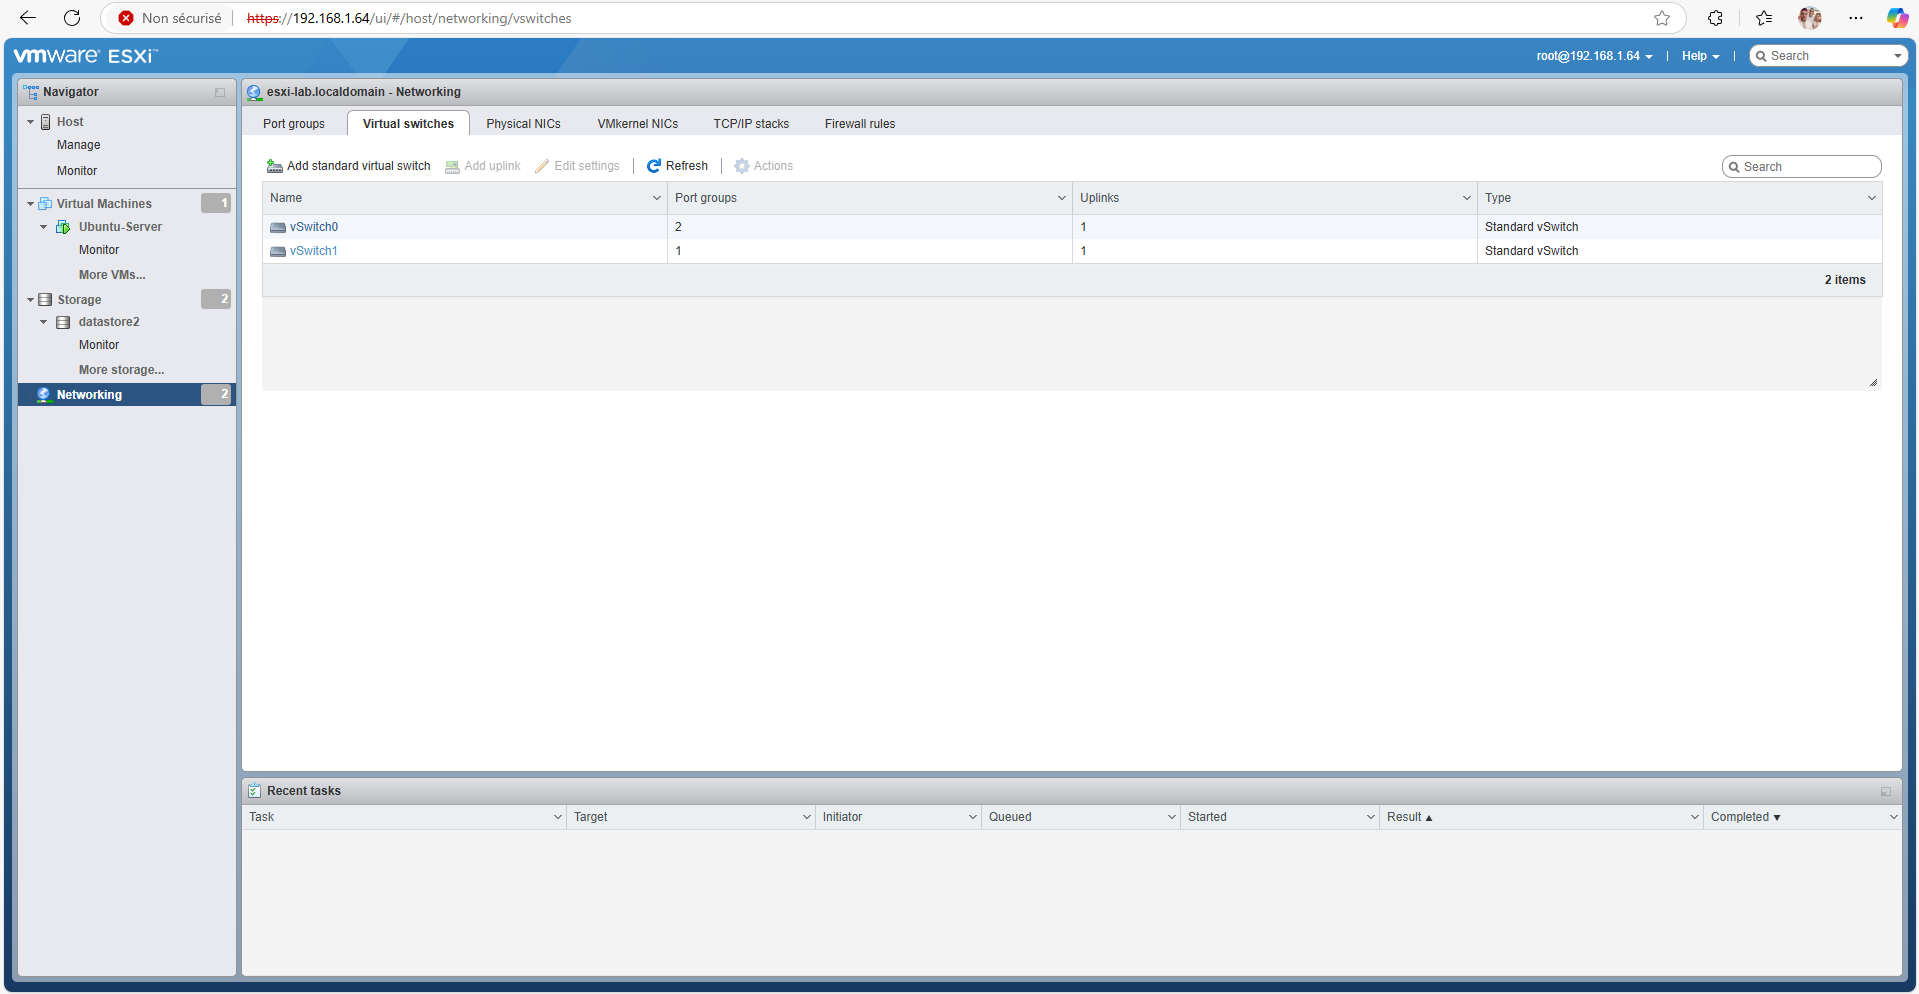 Non sécurisé https://192.168.1.64/ui/#/host/networking/vswitches
vmware ESXi™ root@192.168.1.64 | Help | Search
Navigator
Host
Manage
Monitor
Virtual Machines 1
Ubuntu-Server
Monitor
More VMs...
Storage 2
datastore2
Monitor
More storage...
Networking 2
esxi-lab.localdomain - Networking
Port groups Virtual switches Physical NICs VMkernel NICs TCP/IP stacks Firewall rules
Add standard virtual switch Add uplink Edit settings | Refresh | Actions Search
Name Port groups Uplinks Type
vSwitch0 2 1 Standard vSwitch
vSwitch1 1 1 Standard vSwitch
2 items
Recent tasks
Task Target Initiator Queued Started Result ▲ Completed ▼